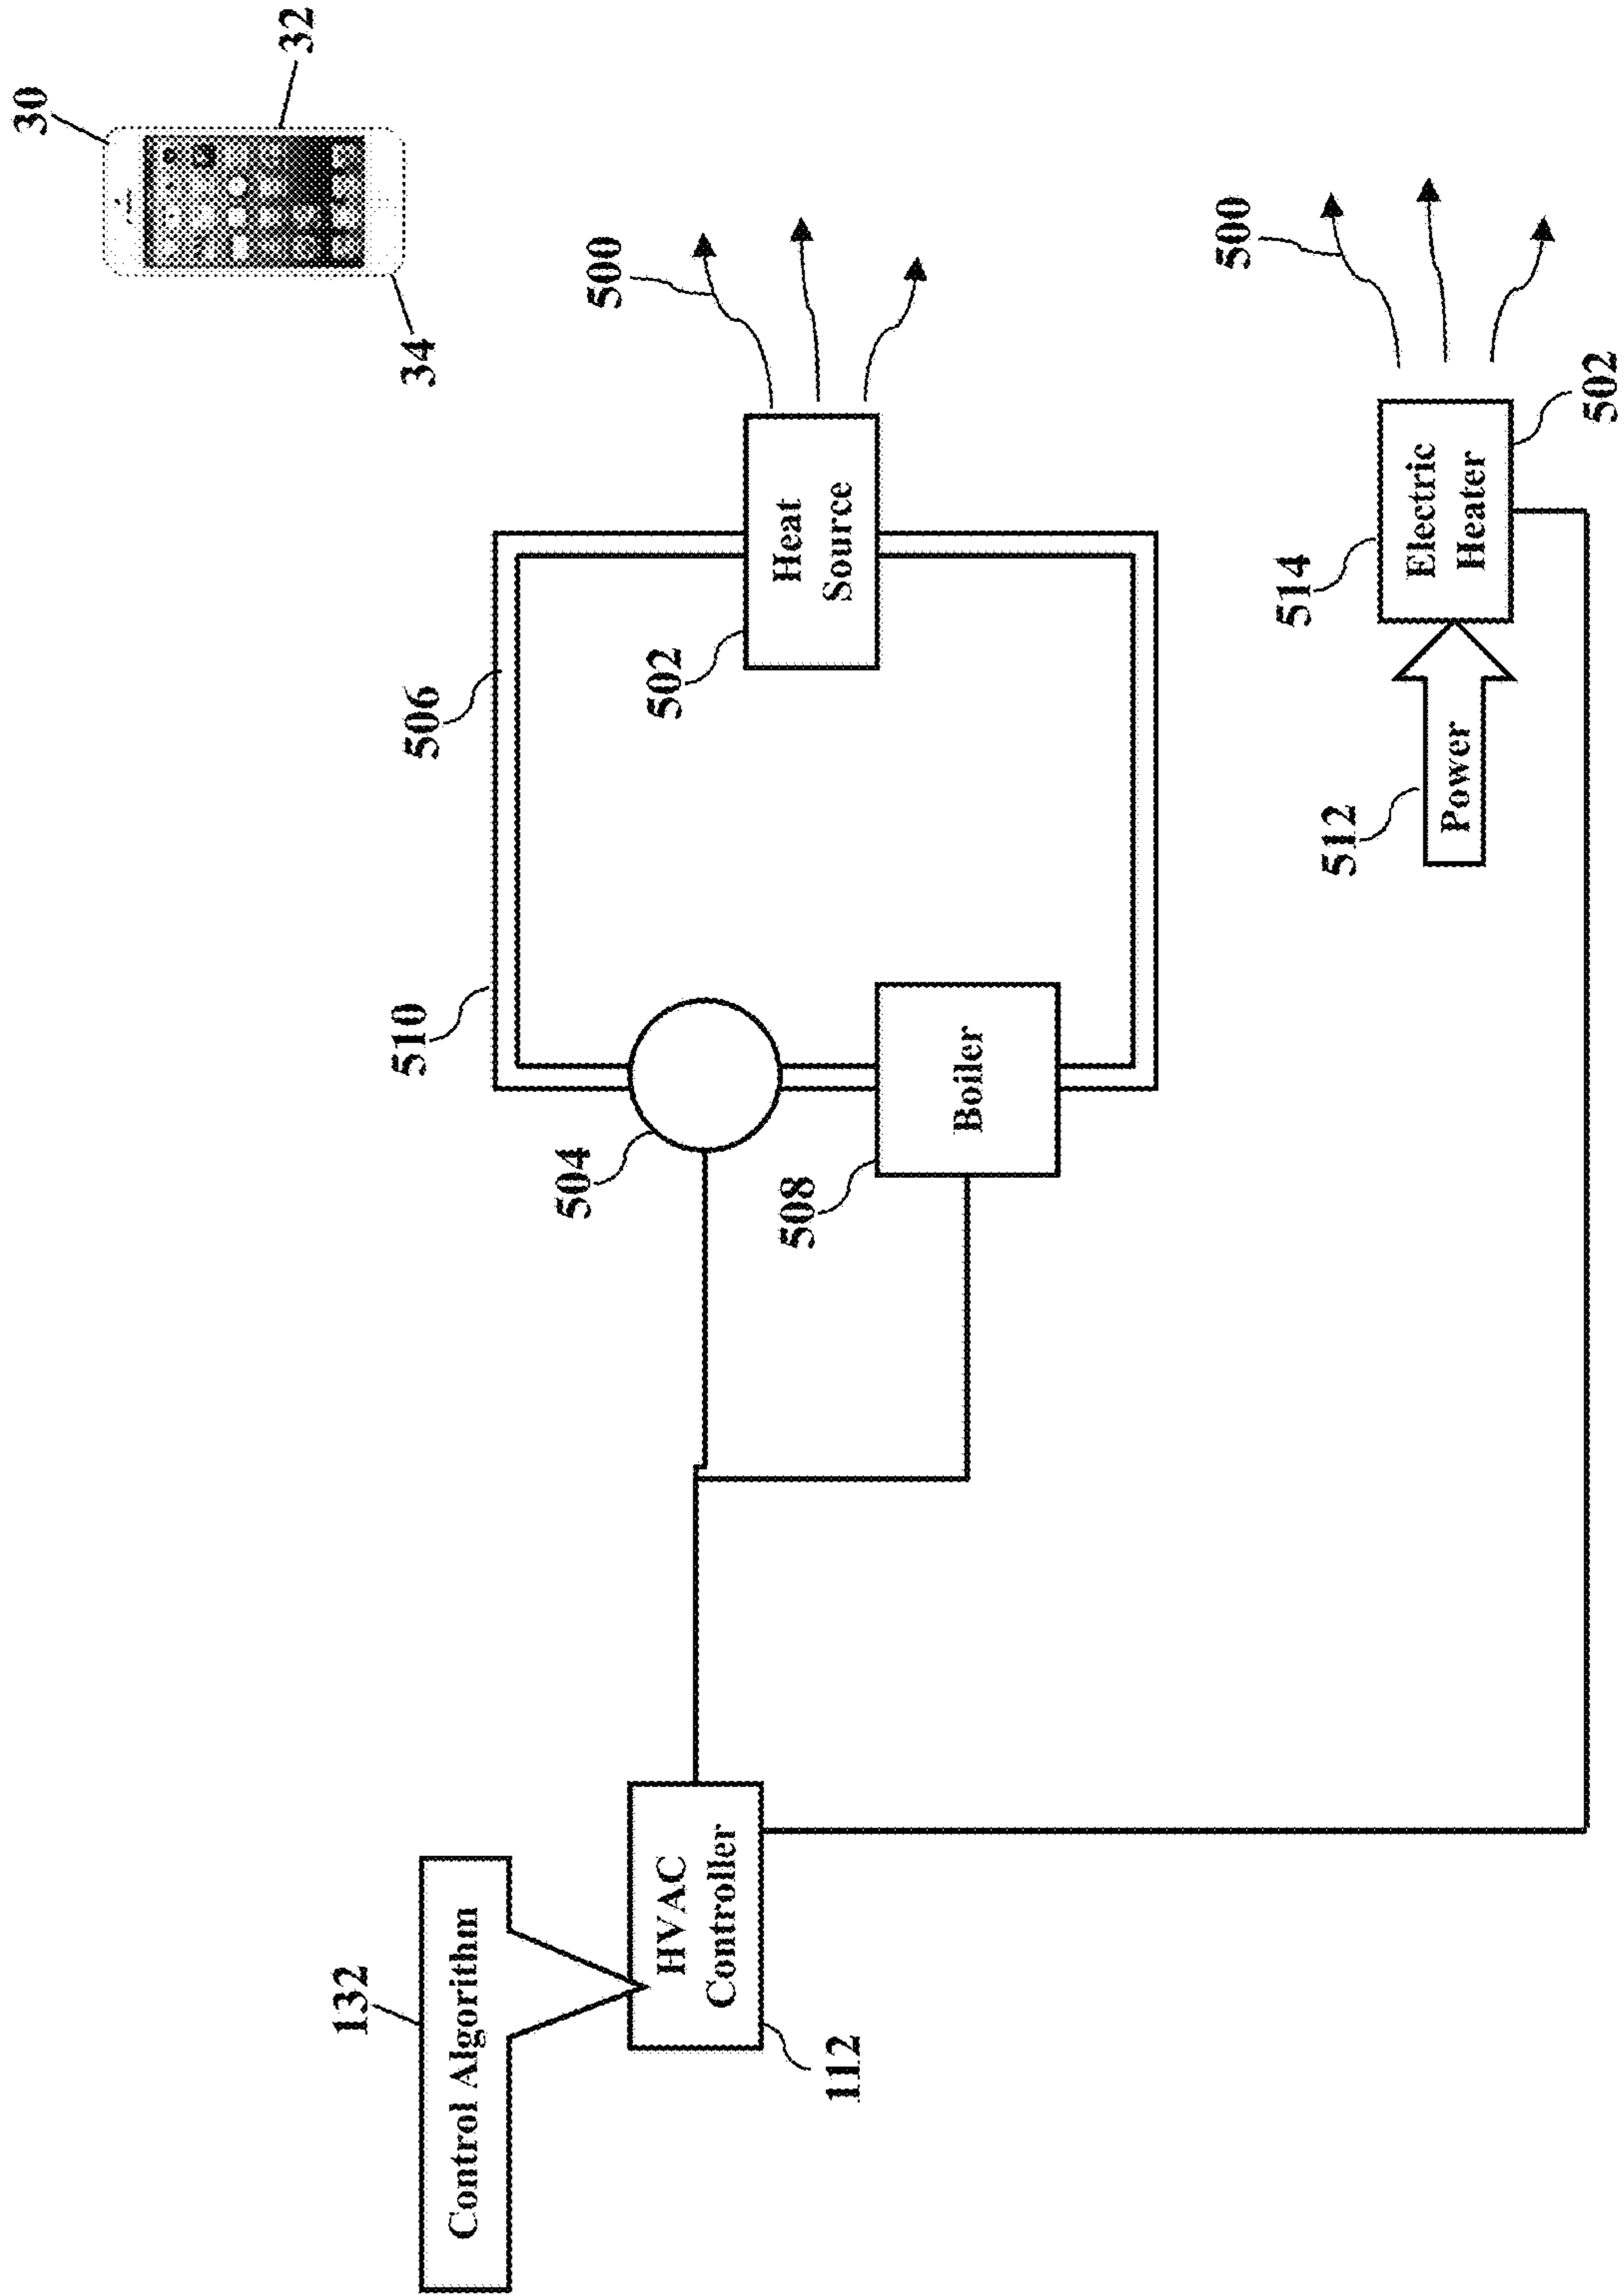 30
32
132
510
506
34
Control Algorithm
504
500
HVAC
Controller
112
502
Heat
Source
508
Boiler
500
514
512
Power
Electric
Heater
502